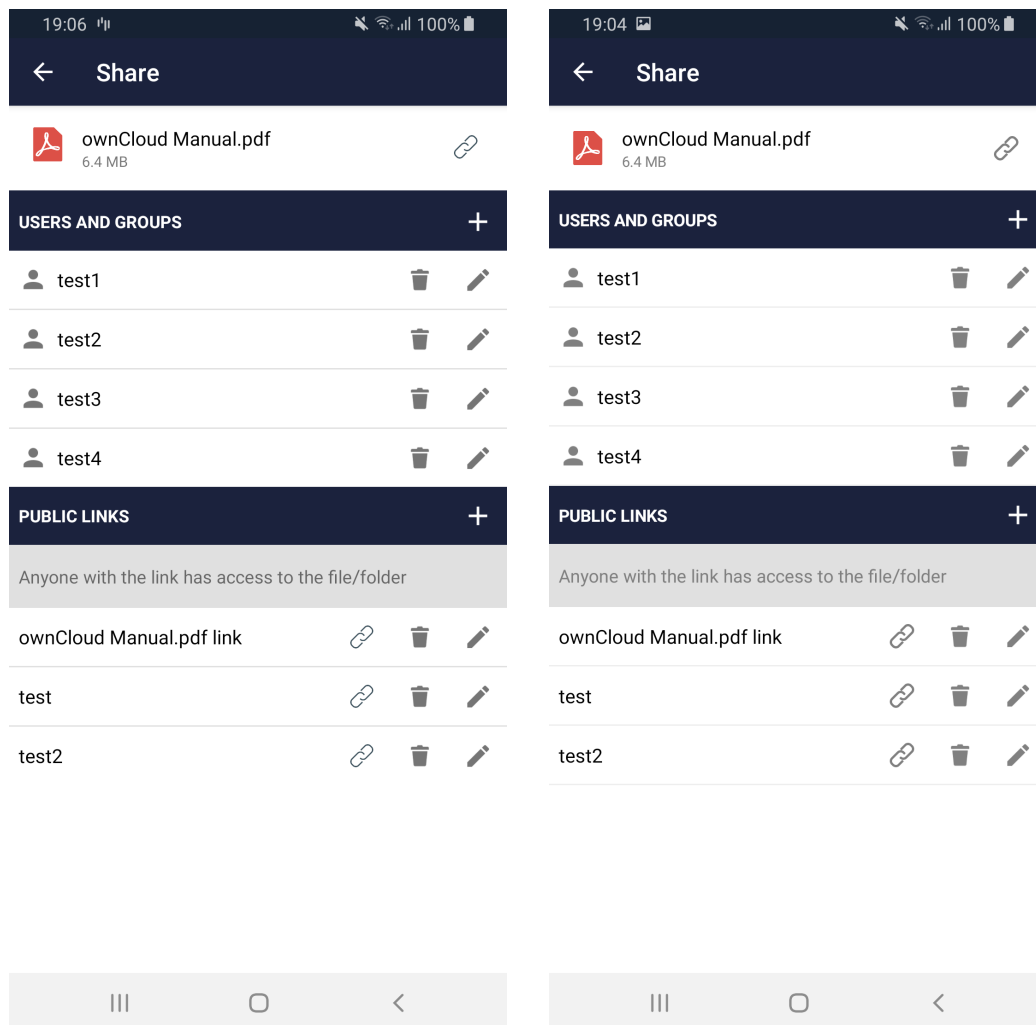 19:06 100%
Share
ownCloud Manual.pdf
6.4 MB
USERS AND GROUPS
test1
test2
test3
test4
PUBLIC LINKS
Anyone with the link has access to the file/folder
ownCloud Manual.pdf link
test
test2
19:04 100%
Share
ownCloud Manual.pdf
6.4 MB
USERS AND GROUPS
test1
test2
test3
test4
PUBLIC LINKS
Anyone with the link has access to the file/folder
ownCloud Manual.pdf link
test
test2